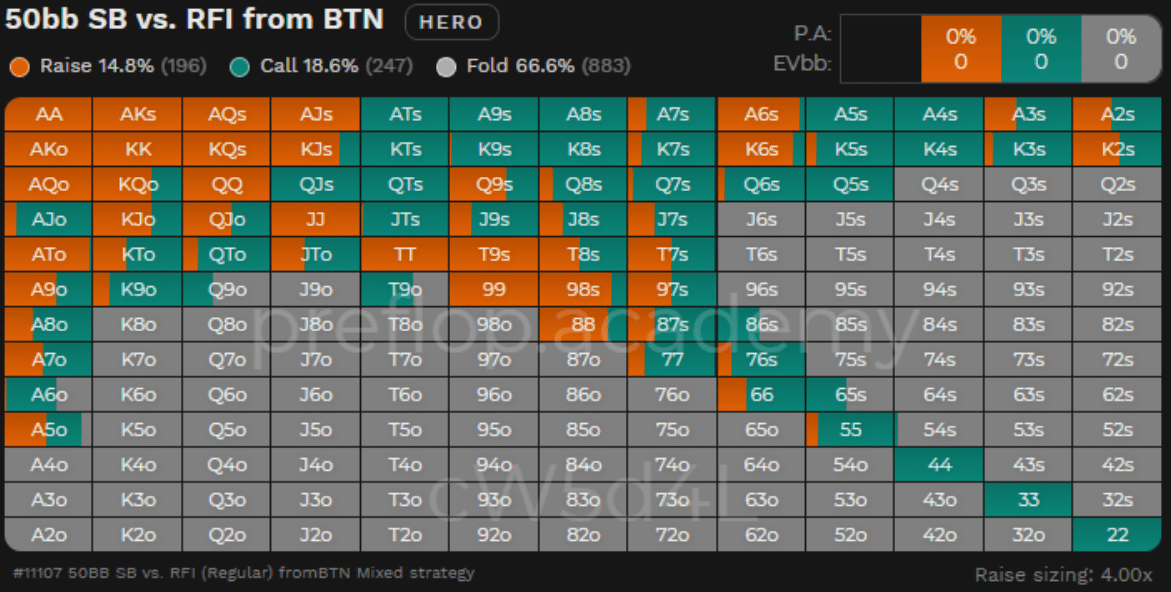 50bb SB vs. RFI from BTN HERO
P.A: 0% 0% 0%
EVbb: 0 0 0
Raise 14.8% (196) Call 18.6% (247) Fold 66.6% (883)
AA AKs AQs AJs ATs A9s A8s A7s A6s A5s A4s A3s A2s
AKo KK KQs KJs KTs K9s K8s K7s K6s K5s K4s K3s K2s
AQo KQo QQ QJs QTs Q9s Q8s Q7s Q6s Q5s Q4s Q3s Q2s
AJo KJo QJo JJ JTs J9s J8s J7s J6s J5s J4s J3s J2s
ATo KTo QTo JTo TT T9s T8s T7s T6s T5s T4s T3s T2s
A9o K9o Q9o J9o T9o 99 98s 97s 96s 95s 94s 93s 92s
A8o K8o Q8o J8o T8o 98o 88 87s 86s 85s 84s 83s 82s
preflop.academy
A7o K7o Q7o J7o T7o 97o 87o 77 76s 75s 74s 73s 72s
A6o K6o Q6o J6o T6o 96o 86o 76o 66 65s 64s 63s 62s
A5o K5o Q5o J5o T5o 95o 85o 75o 65o 55 54s 53s 52s
A4o K4o Q4o J4o T4o 94o 84o 74o 64o 54o 44 43s 42s
cW5d4L
A3o K3o Q3o J3o T3o 93o 83o 73o 63o 53o 43o 33 32s
A2o K2o Q2o J2o T2o 92o 82o 72o 62o 52o 42o 32o 22
#11107 50BB SB vs. RFI (Regular) fromBTN Mixed strategy
Raise sizing: 4.00x